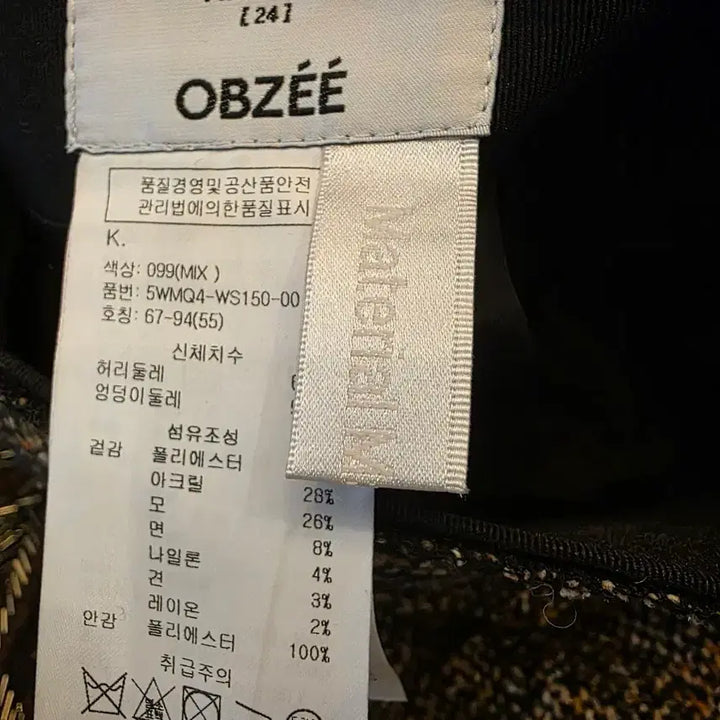 [24]
OBZÉÉ
품질경영및공산품안전
관리법에의한품질표시
K.
색상: 099(MIX )
품번: 5WMQ4-WS150-00
호칭: 67-94(55)
신체치수
허리둘레
엉덩이둘레
섬유조성
겉감 폴리에스터
아크릴 28%
모 26%
면 8%
나일론 4%
견 3%
레이온 2%
안감 폴리에스터 100%
취급주의
Material